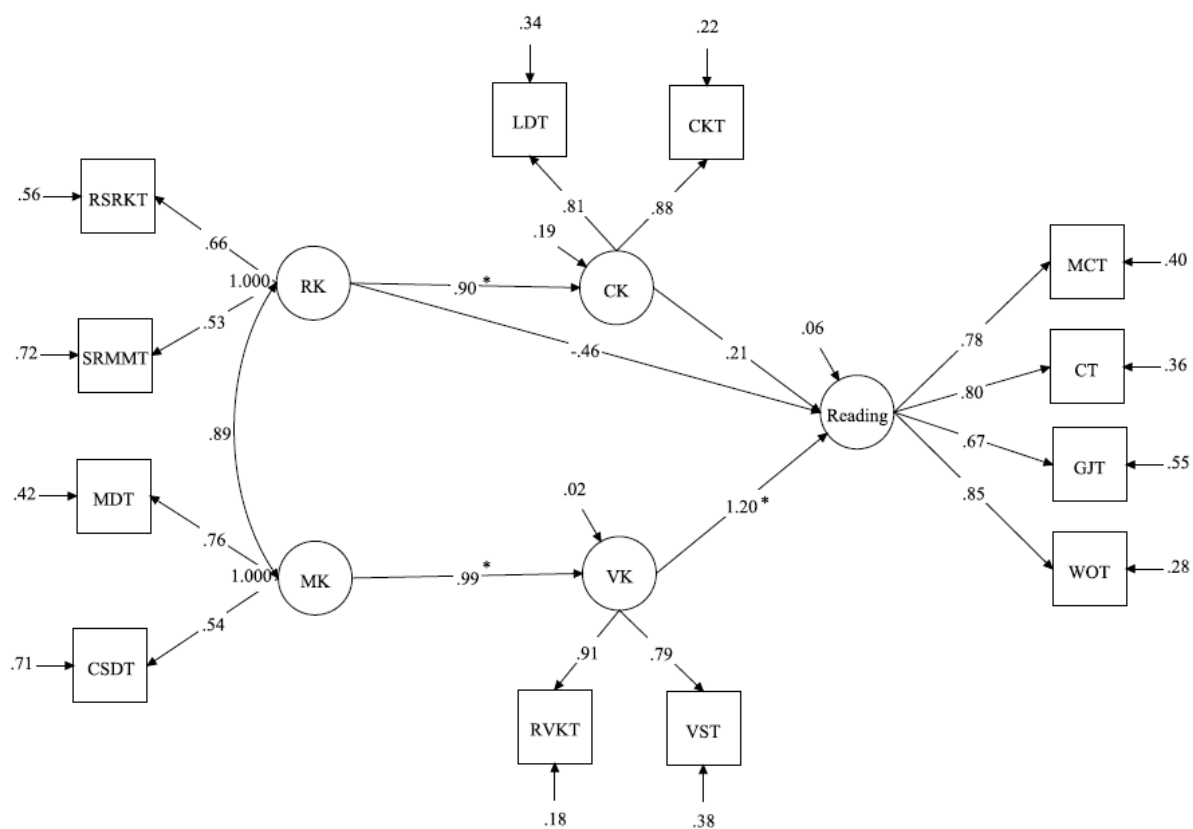 .34
.22
LDT
CKT
.56
RSRKT
.81
.88
.66
.19
1.000
RK
.90 *
CK
MCT
.40
.53
.72
SRMMT
-.46
.21
.06
.78
CT
.36
.80
Reading
.89
.67
GJT
.55
.85
.42
MDT
.02
1.20 *
.76
1.000
MK
.99 *
VK
WOT
.28
.54
.71
CSDT
.91
.79
RVKT
VST
.18
.38